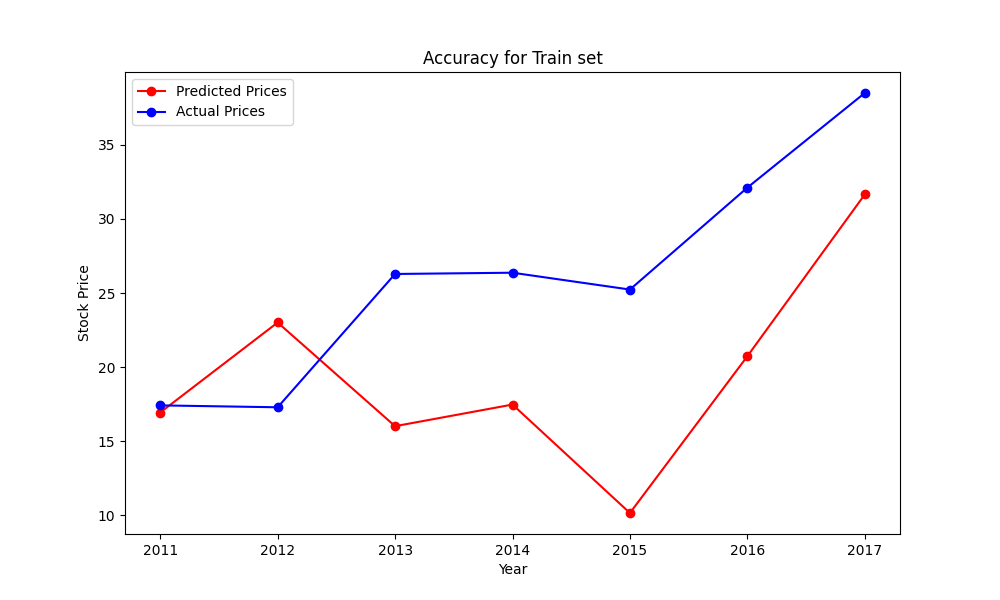 Accuracy for Train set
Predicted Prices
Actual Prices
35
30
25
20
15
10
Stock Price
2011 2012 2013 2014 2015 2016 2017
Year